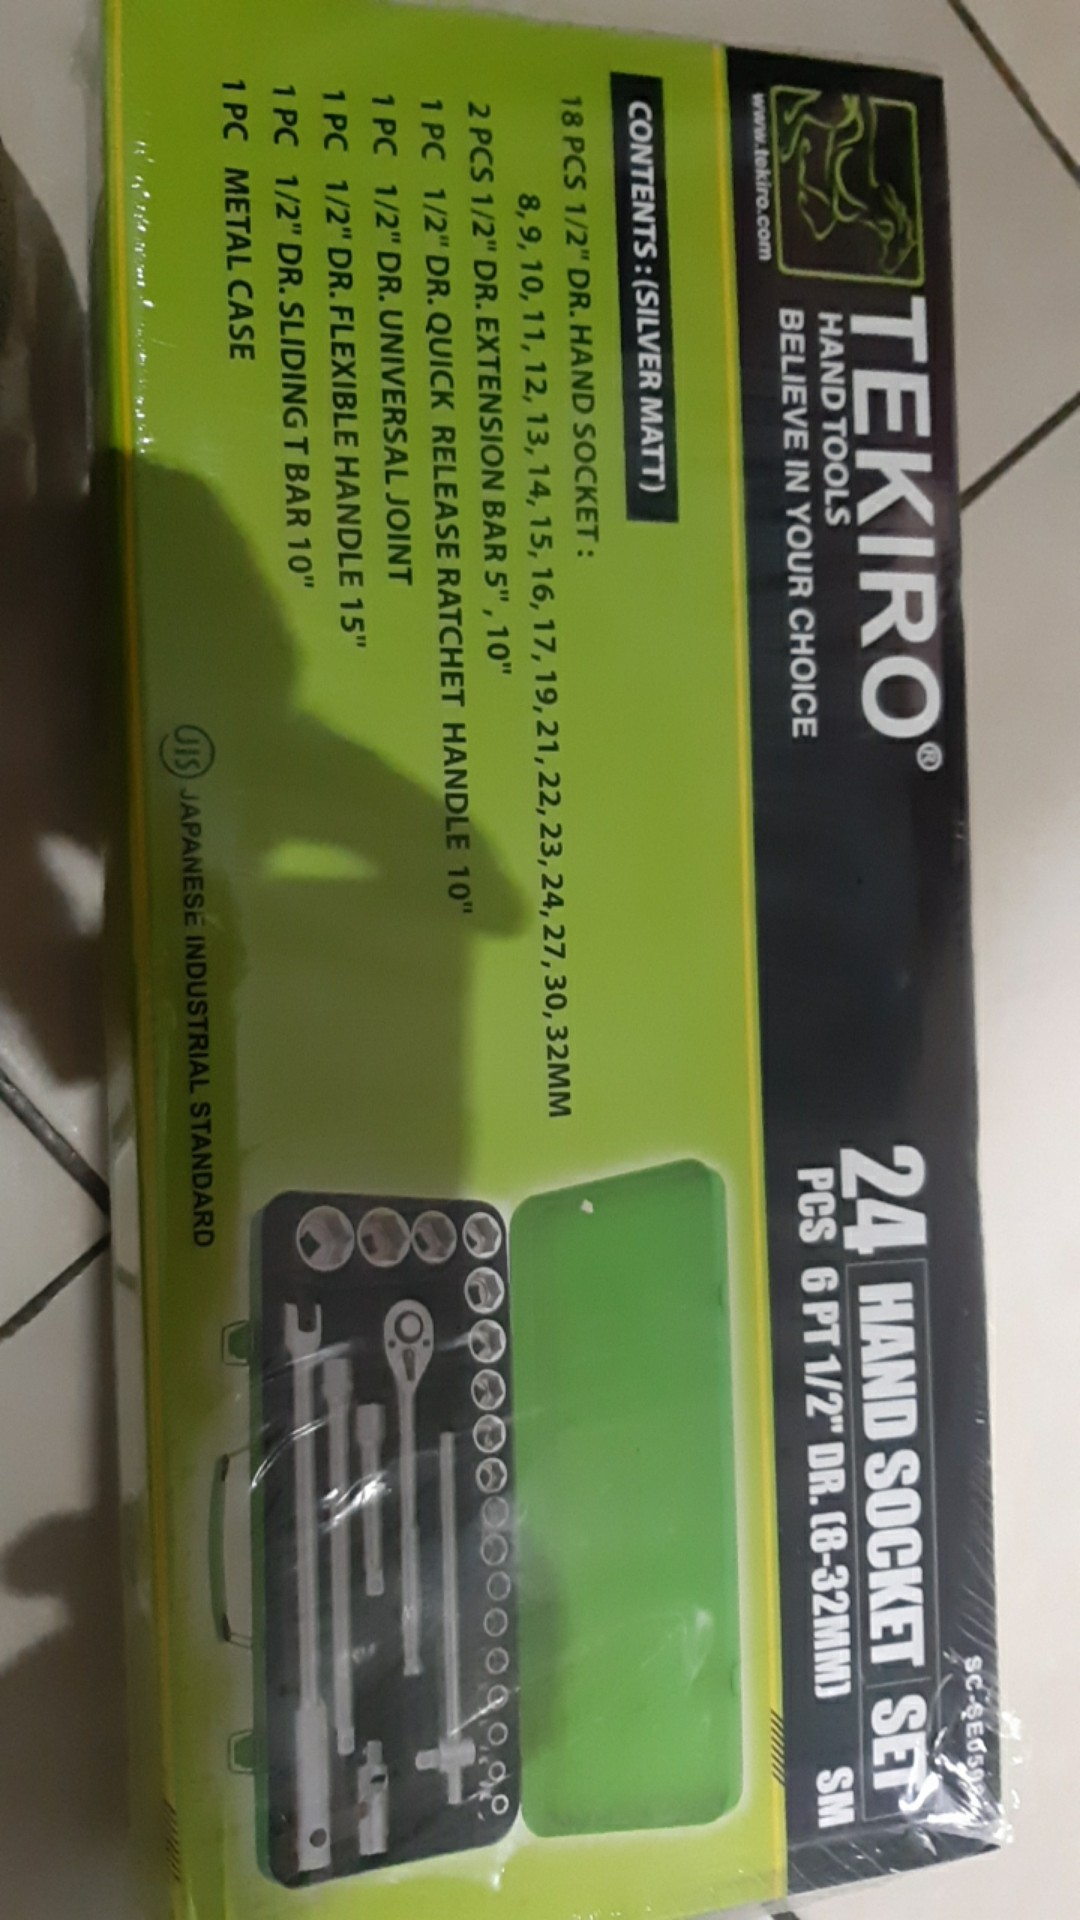 www.tekiro.com
TEKIRO®
HAND TOOLS
BELIEVE IN YOUR CHOICE
24 HAND SOCKET SET
PCS 6 PT 1/2" DR. (8-32MM) SM
CONTENTS : (SILVER MATT)
18 PCS 1/2" DR. HAND SOCKET :
8, 9, 10, 11, 12, 13, 14, 15, 16, 17, 19, 21, 22, 23, 24, 27, 30, 32MM
2 PCS 1/2" DR. EXTENSION BAR 5", 10"
1 PC 1/2" DR. QUICK RELEASE RATCHET HANDLE 10"
1 PC 1/2" DR. UNIVERSAL JOINT
1 PC 1/2" DR. FLEXIBLE HANDLE 15"
1 PC 1/2" DR. SLIDING T BAR 10"
1 PC METAL CASE
JIS JAPANESE INDUSTRIAL STANDARD